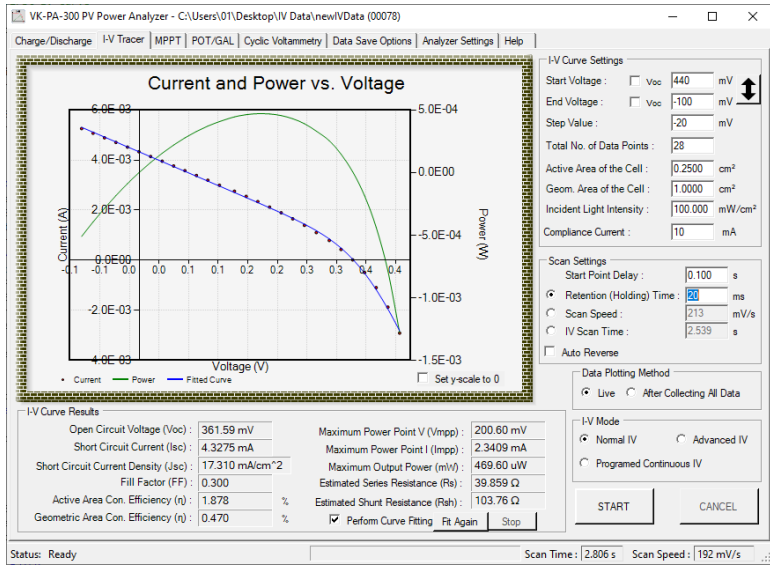 VK-PA-300 PV Power Analyzer - C:\Users\01\Desktop\IV Data\newIVData (00078)
Charge/Discharge I-V Tracer MPPT POT/GAL Cyclic Voltammetry Data Save Options Analyzer Settings Help
Current and Power vs. Voltage
6.0E-03
4.0E-03
2.0E-03
0.0E00
-2.0E-03
-4.0E-03
Current (A)
5.0E-04
0.0E00
-5.0E-04
-1.0E-03
-1.5E-03
Power (W)
-0.1 -0.1 0.0 0.0 0.0 0.1 0.2 0.2 0.2 0.3 0.4 0.4
Voltage (V)
Current Power Fitted Curve
Set y-scale to 0
I-V Curve Settings
Start Voltage : Voc 440 mV
End Voltage : Voc -100 mV
Step Value : -20 mV
Total No. of Data Points : 28
Active Area of the Cell : 0.2500 cm²
Geom. Area of the Cell : 1.0000 cm²
Incident Light Intensity : 100.000 mW/cm²
Compliance Current : 10 mA
Scan Settings
Start Point Delay : 0.100 s
Retention (Holding) Time : 20 ms
Scan Speed : 213 mV/s
IV Scan Time : 2.539 s
Auto Reverse
Data Plotting Method
Live After Collecting All Data
I-V Mode
Normal IV Advanced IV
Programed Continuous IV
START CANCEL
I-V Curve Results
Open Circuit Voltage (Voc) : 361.59 mV
Short Circuit Current (Isc) : 4.3275 mA
Short Circuit Current Density (Jsc) : 17.310 mA/cm^2
Fill Factor (FF) : 0.300
Active Area Con. Efficiency (η) : 1.878 %
Geometric Area Con. Efficiency (η) : 0.470 %
Maximum Power Point V (Vmpp) : 200.60 mV
Maximum Power Point I (Impp) : 2.3409 mA
Maximum Output Power (mW) : 469.60 uW
Estimated Series Resistance (Rs) : 39.859 Ω
Estimated Shunt Resistance (Rsh) : 103.76 Ω
Perform Curve Fitting Fit Again Stop
Status: Ready
Scan Time : 2.806 s Scan Speed : 192 mV/s